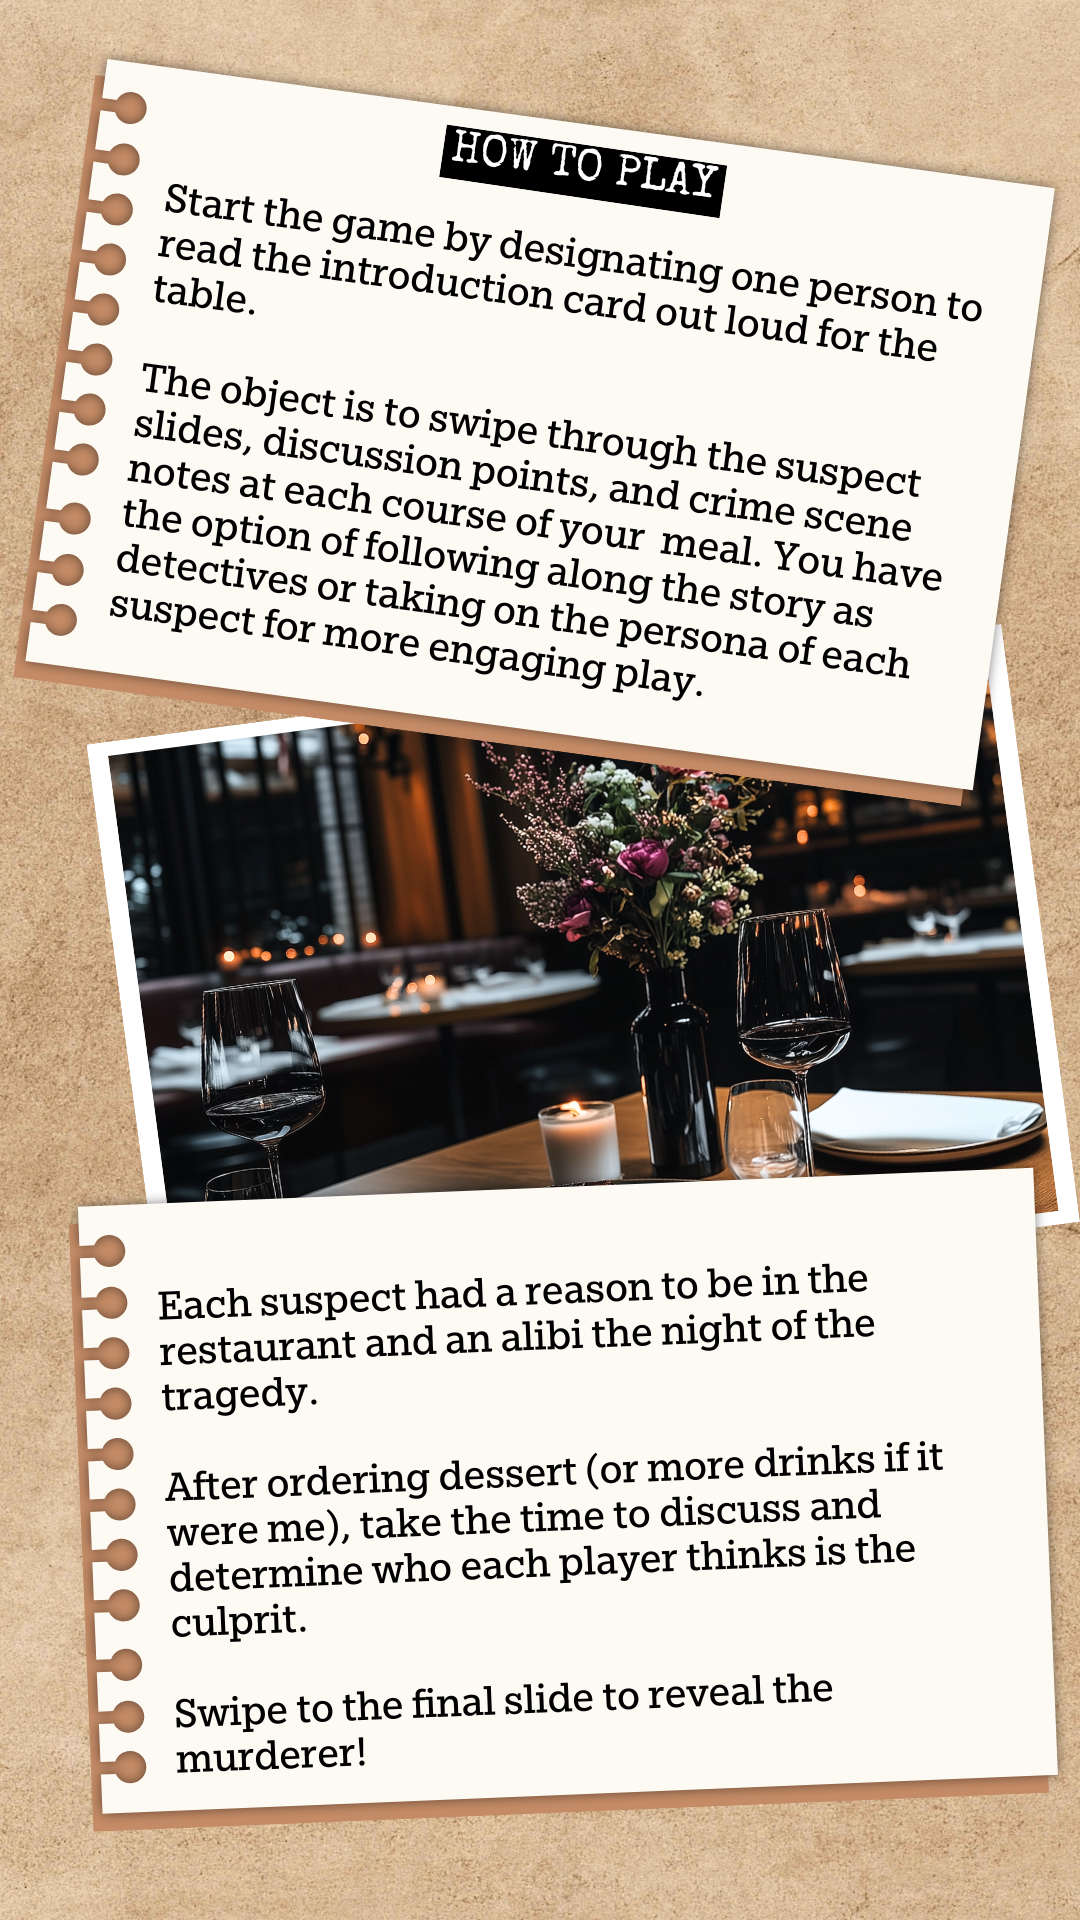 HOW TO PLAY
Start the game by designating one person to
read the introduction card out loud for the
table.
The object is to swipe through the suspect
slides, discussion points, and crime scene
notes at each course of your  meal. You have
the option of following along the story as
detectives or taking on the persona of each
suspect for more engaging play.
Each suspect had a reason to be in the
restaurant and an alibi the night of the
tragedy.
After ordering dessert (or more drinks if it
were me), take the time to discuss and
determine who each player thinks is the
culprit.
Swipe to the final slide to reveal the
murderer!